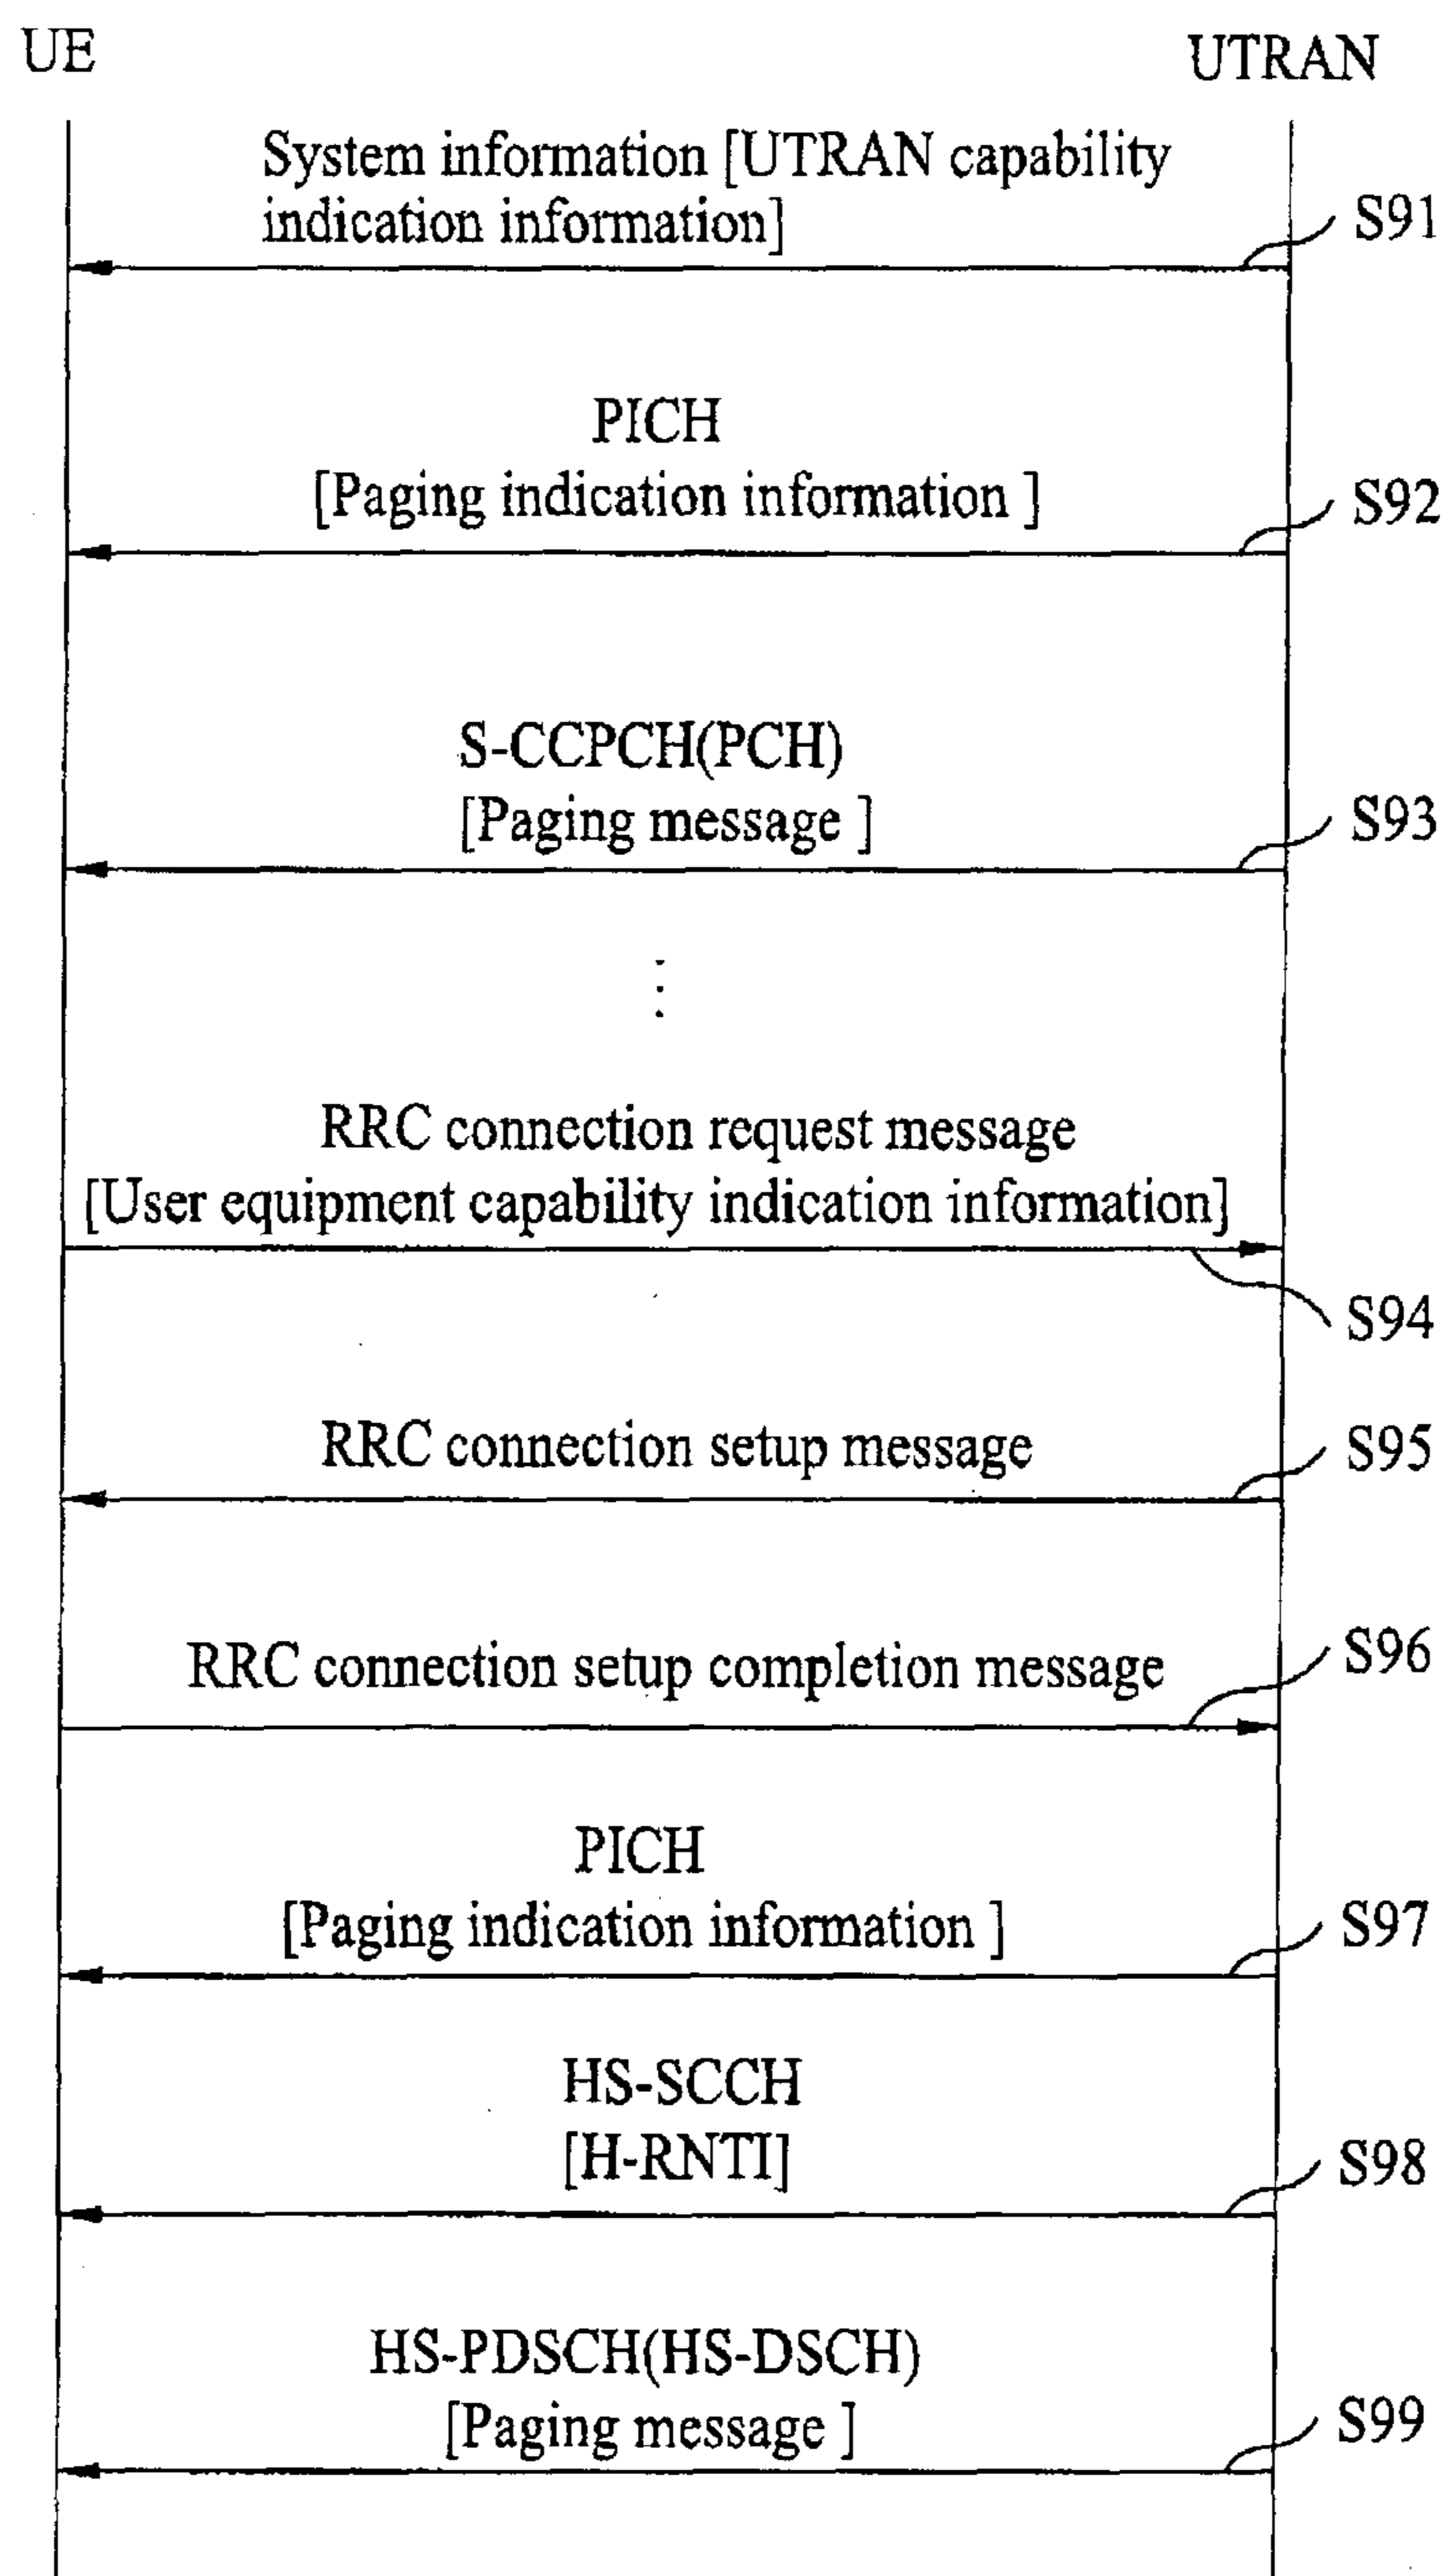 UE
UTRAN
System information [UTRAN capability
indication information]
S91
PICH
[Paging indication information ]
S92
S-CCPCH(PCH)
[Paging message ]
S93
RRC connection request message
[User equipment capability indication information]
S94
RRC connection setup message
S95
RRC connection setup completion message
S96
PICH
[Paging indication information ]
S97
HS-SCCH
[H-RNTI]
S98
HS-PDSCH(HS-DSCH)
[Paging message ]
S99